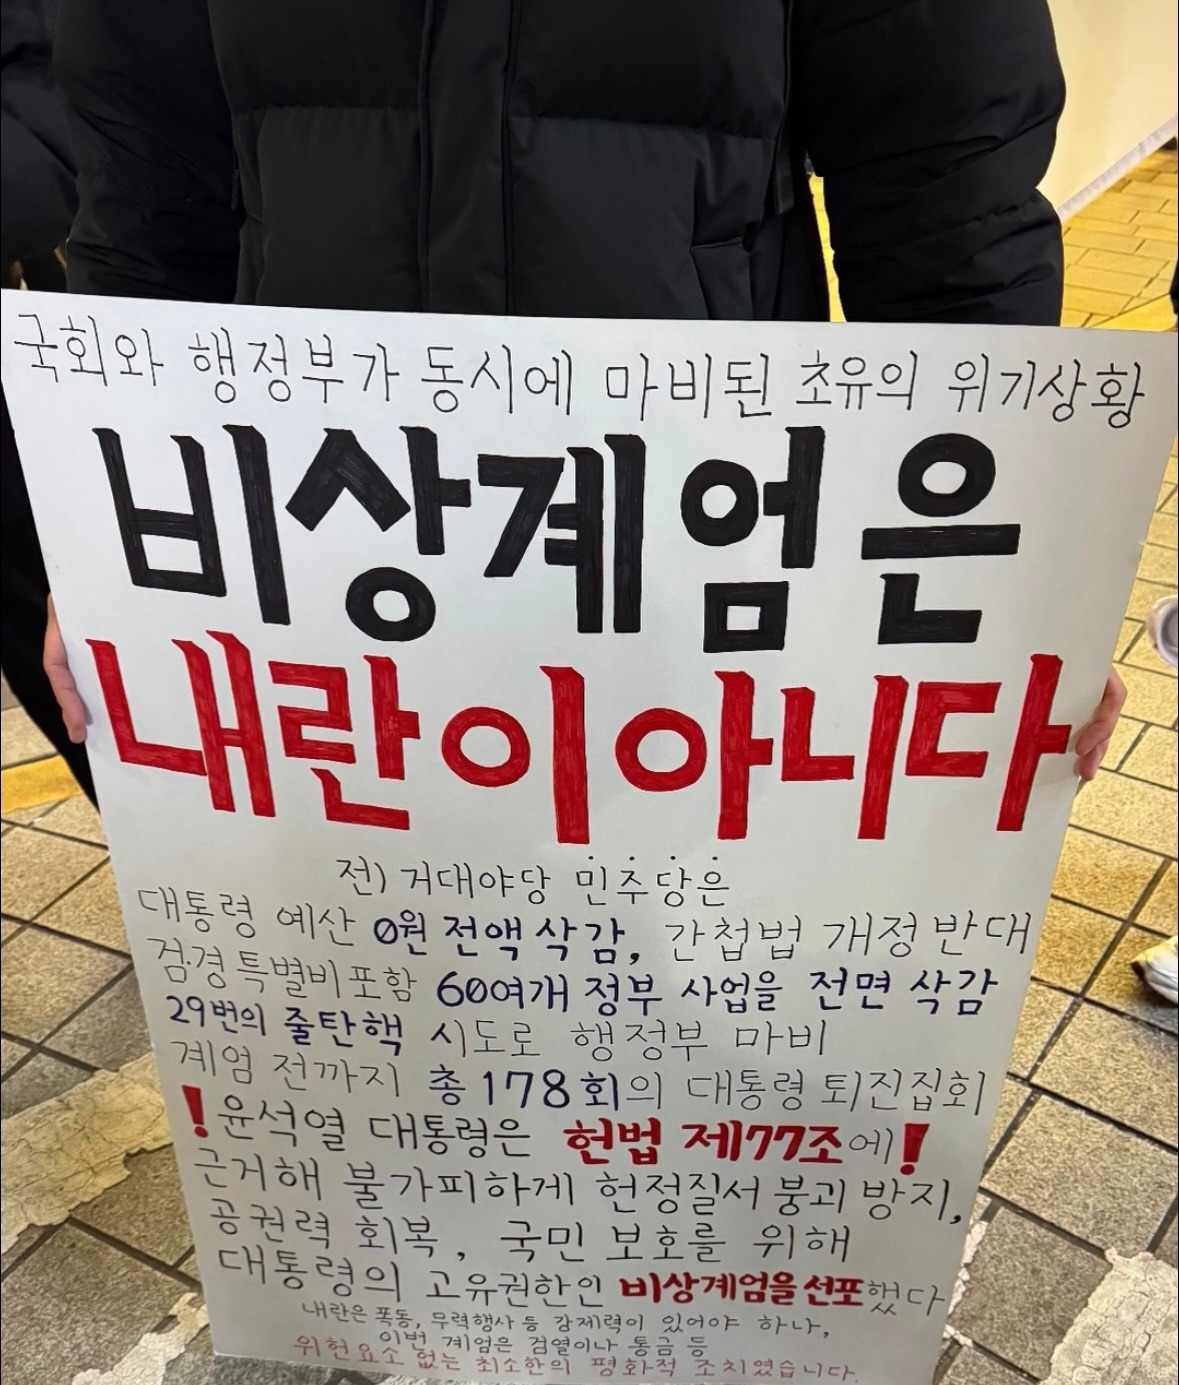 국회와 행정부가 동시에 마비된 초유의 위기상황
비상계엄은
내란이 아니다
전) 거대야당 민주당은
대통령 예산 0원 전액 삭감, 간첩법 개정 반대
검·경 특별비 포함 60여개 정부 사업을 전면 삭감
29번의 줄탄핵 시도로 행정부 마비
계엄 전까지 총 178회의 대통령 퇴진집회
!윤석열 대통령은 헌법 제77조에!
근거해 불가피하게 헌정질서 붕괴 방지,
공권력 회복, 국민 보호를 위해
대통령의 고유권한인 비상계엄을 선포했다
내란은 폭동, 무력행사 등 강제력이 있어야 하나,
이번 계엄은 검열이나 통금 등
위헌요소 없는 최소한의 평화적 조치였습니다.